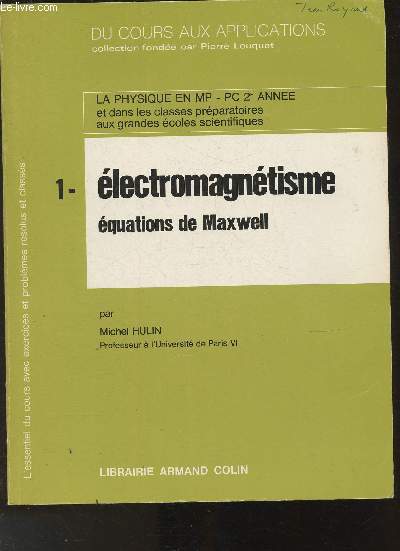 le-livre.com
DU COURS AUX APPLICATIONS
collection fondée par Pierre Louquet
LA PHYSIQUE EN MP - PC 2e ANNEE
et dans les classes préparatoires
aux grandes écoles scientifiques
1- électromagnétisme
équations de Maxwell
par
Michel HULIN
Professeur à l'Université de Paris VI
L'essentiel du cours avec exercices et problèmes résolus et classés
LIBRAIRIE ARMAND COLIN